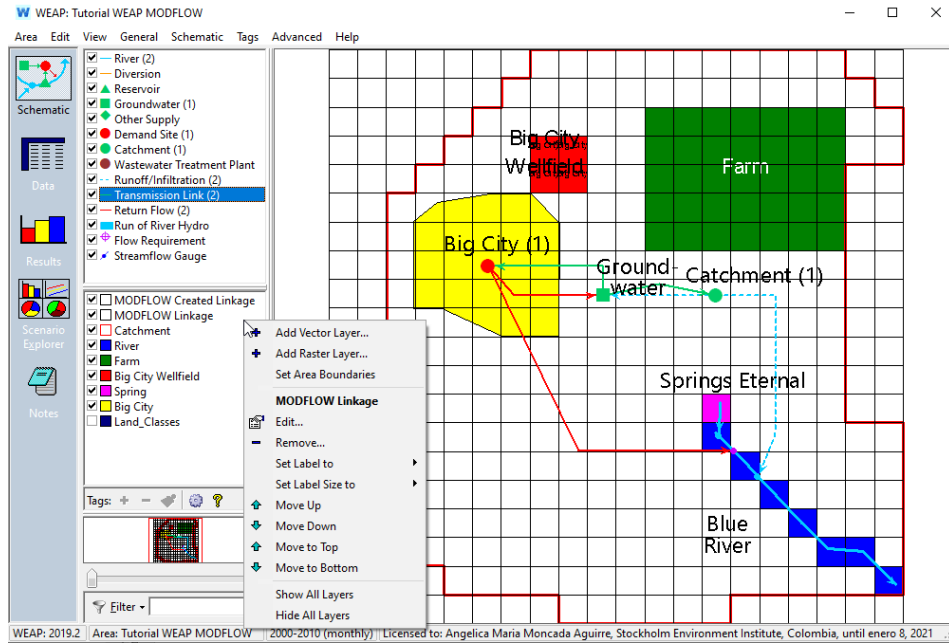 WEAP: Tutorial WEAP MODFLOW
Area Edit View General Schematic Tags Advanced Help
Schematic
Data
Results
Scenario
Explorer
Notes
River (2)
Diversion
Reservoir
Groundwater (1)
Other Supply
Demand Site (1)
Catchment (1)
Wastewater Treatment Plant
Runoff/Infiltration (2)
Transmission Link (2)
Return Flow (2)
Run of River Hydro
Flow Requirement
Streamflow Gauge
MODFLOW Created Linkage
MODFLOW Linkage
Catchment
River
Farm
Big City Wellfield
Spring
Big City
Land_Classes
Tags:
Filter
Add Vector Layer...
Add Raster Layer...
Set Area Boundaries
MODFLOW Linkage
Edit...
Remove...
Set Label to
Set Label Size to
Move Up
Move Down
Move to Top
Move to Bottom
Show All Layers
Hide All Layers
Big City
Wellfield
Farm
Big City (1)
Ground-
water
Catchment (1)
Springs Eternal
Blue
River
WEAP: 2019.2 Area: Tutorial WEAP MODFLOW 2000-2010 (monthly) Licensed to: Angelica Maria Moncada Aguirre, Stockholm Environment Institute, Colombia, until enero 8, 2021